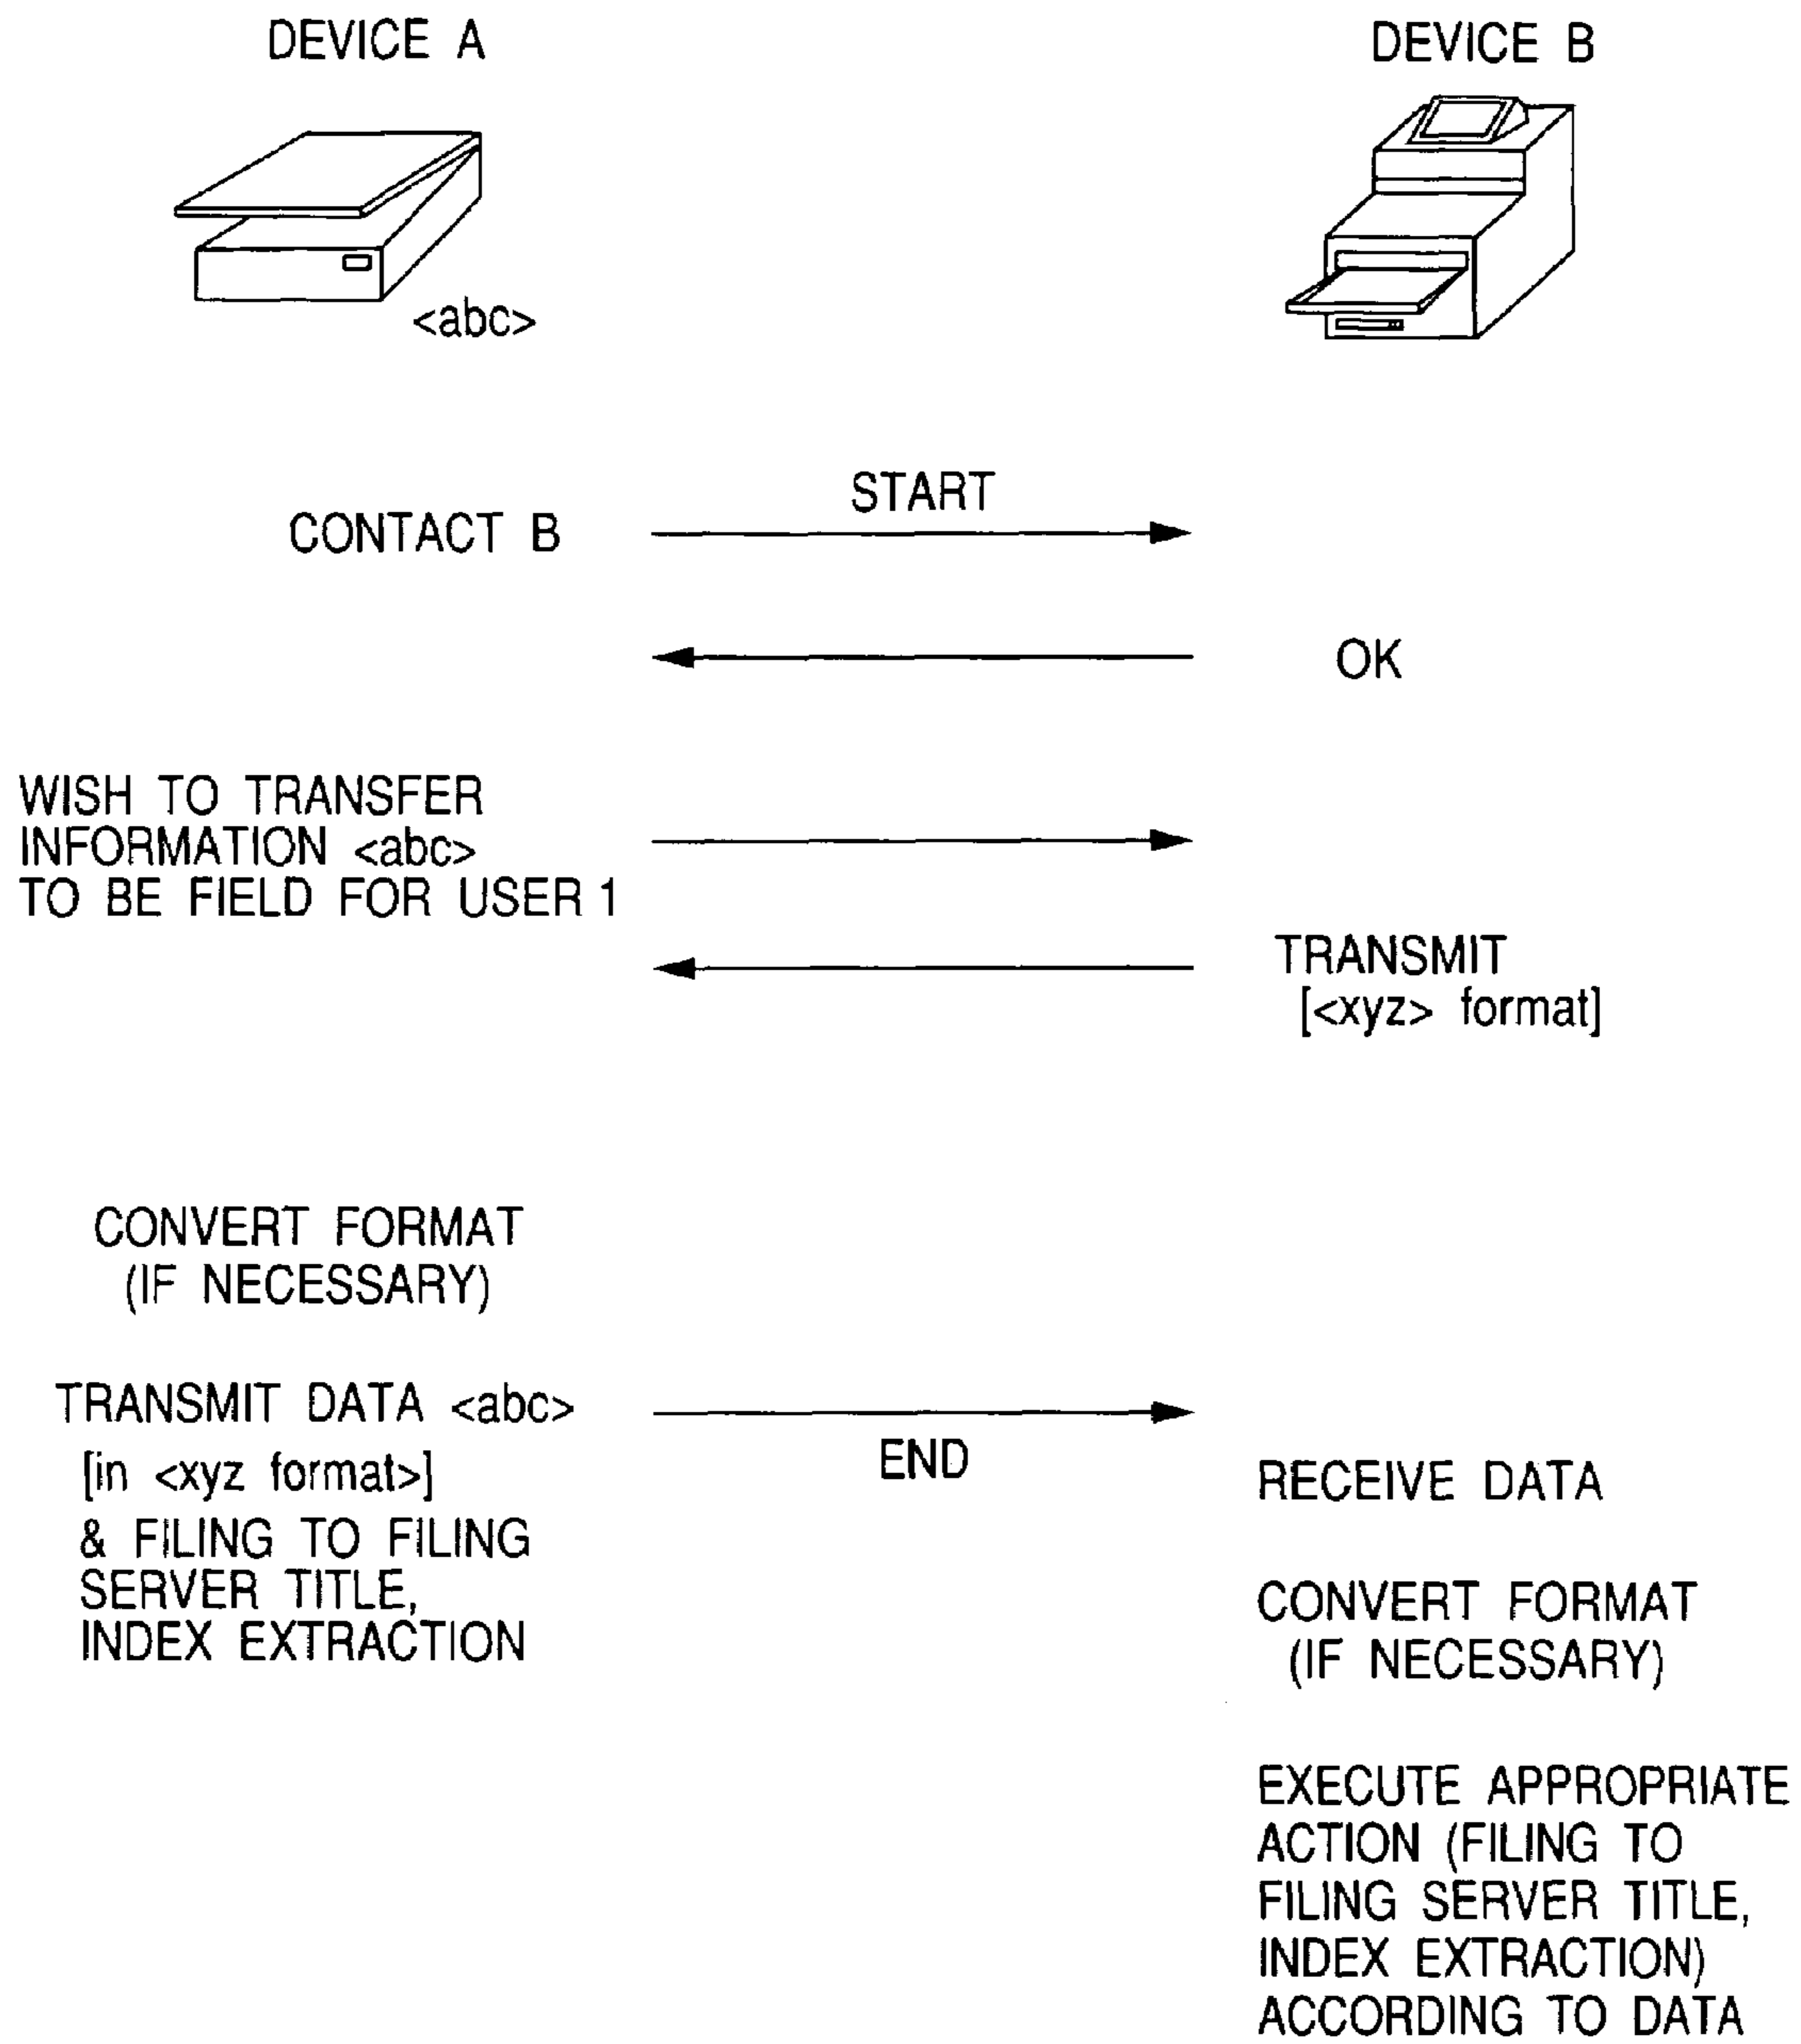 DEVICE A
DEVICE B
<abc>
CONTACT B
START
OK
WISH TO TRANSFER
INFORMATION <abc>
TO BE FIELD FOR USER 1
TRANSMIT
[<xyz> format]
CONVERT FORMAT
(IF NECESSARY)
TRANSMIT DATA <abc>
[in <xyz format>]
& FILING TO FILING
SERVER TITLE,
INDEX EXTRACTION
END
RECEIVE DATA
CONVERT FORMAT
(IF NECESSARY)
EXECUTE APPROPRIATE
ACTION (FILING TO
FILING SERVER TITLE,
INDEX EXTRACTION)
ACCORDING TO DATA